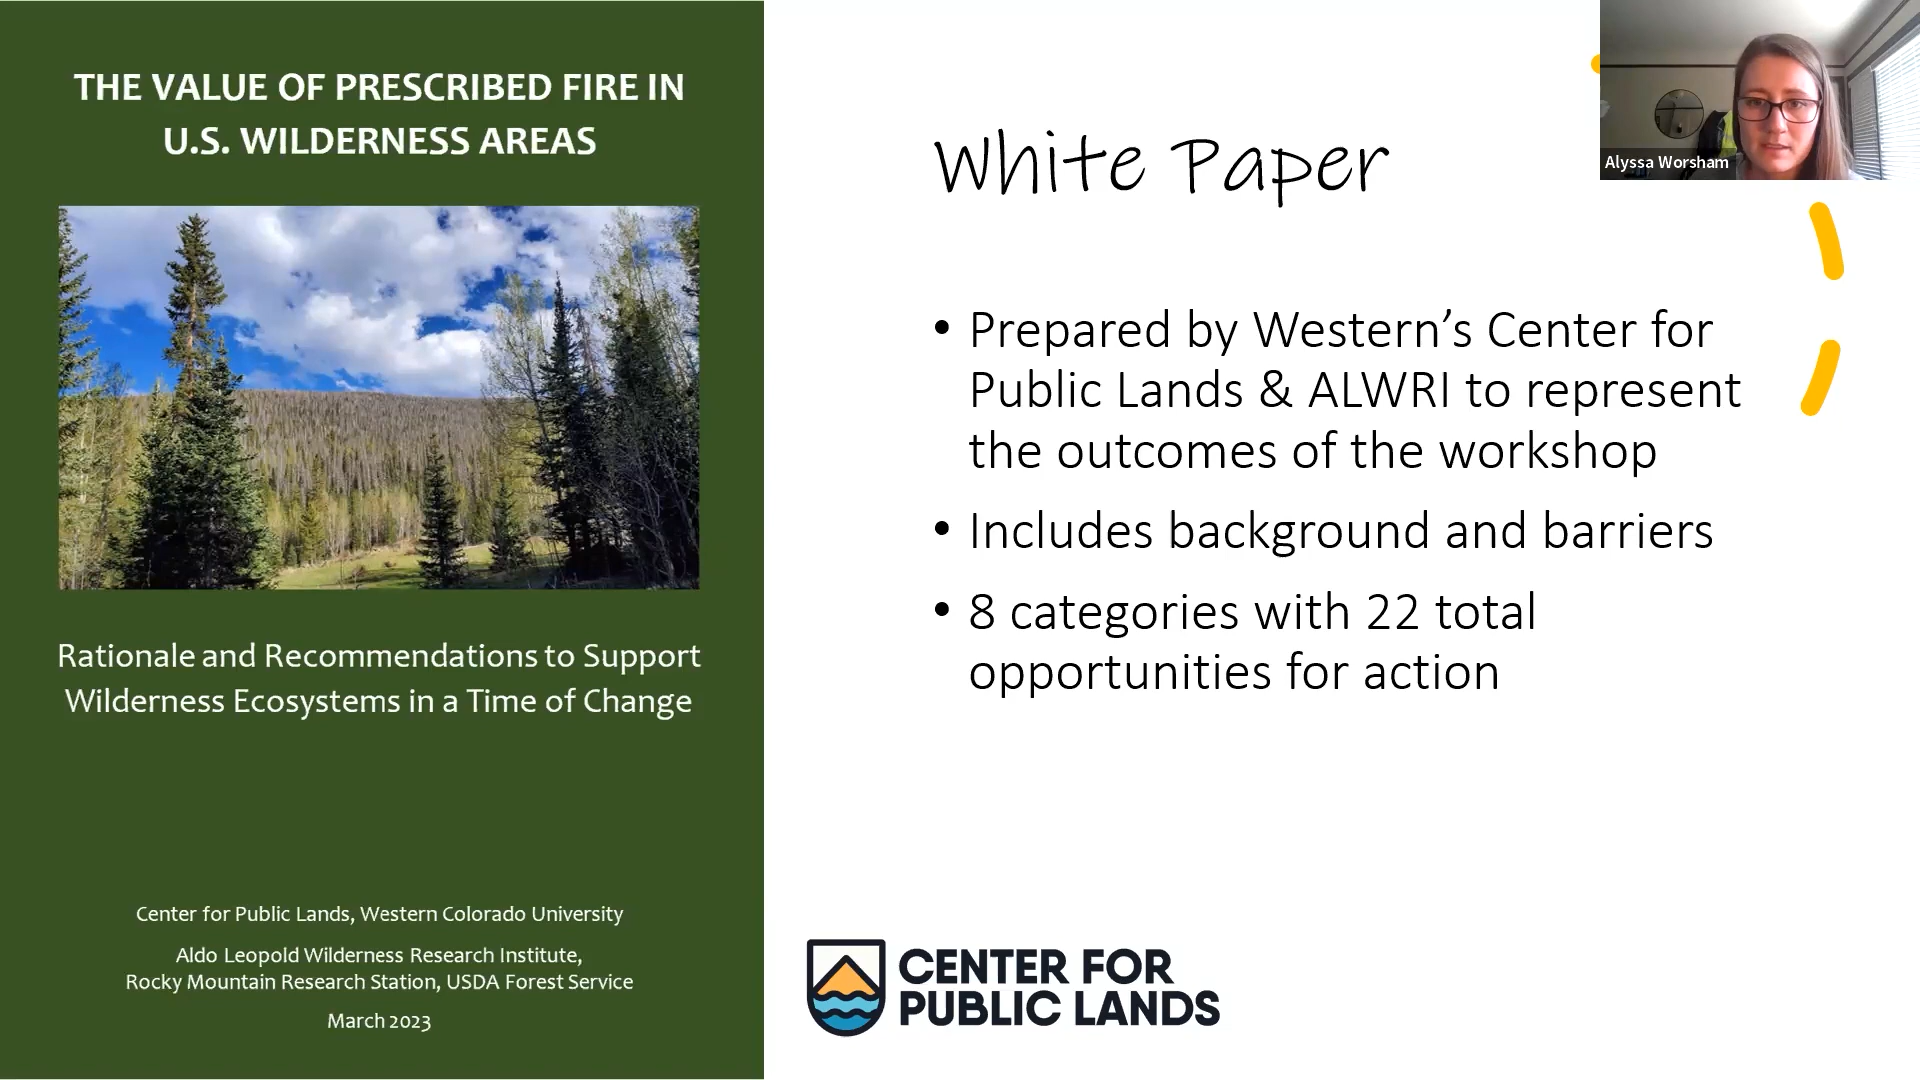 THE VALUE OF PRESCRIBED FIRE IN
U.S. WILDERNESS AREAS
Rationale and Recommendations to Support
Wilderness Ecosystems in a Time of Change
Center for Public Lands, Western Colorado University
Aldo Leopold Wilderness Research Institute,
Rocky Mountain Research Station, USDA Forest Service
March 2023
White Paper
• Prepared by Western’s Center for
Public Lands & ALWRI to represent
the outcomes of the workshop
• Includes background and barriers
• 8 categories with 22 total
opportunities for action
CENTER FOR
PUBLIC LANDS
Alyssa Worsham